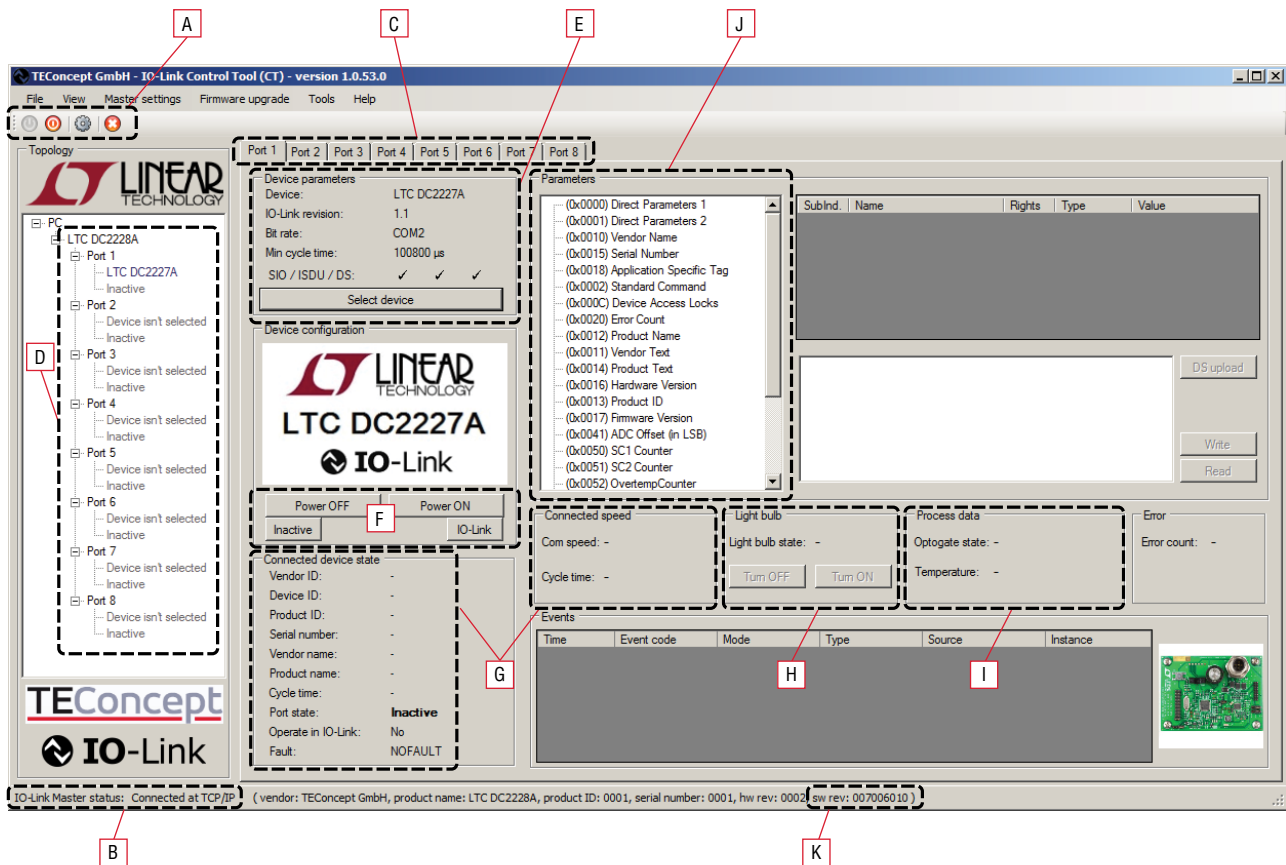 A
C
E
J
TEConcept GmbH - IO-Link Control Tool (CT) - version 1.0.53.0
File View Master settings Firmware upgrade Tools Help
Topology
LINEAR
TECHNOLOGY
PC
LTC DC2228A
Port 1
LTC DC2227A
Inactive
Port 2
Device isn't selected
Inactive
Port 3
Device isn't selected
Inactive
Port 4
Device isn't selected
Inactive
Port 5
Device isn't selected
Inactive
Port 6
Device isn't selected
Inactive
Port 7
Device isn't selected
Inactive
Port 8
Device isn't selected
Inactive
D
TEConcept
IO-Link
Port 1 Port 2 Port 3 Port 4 Port 5 Port 6 Port 7 Port 8
Device parameters
Device: LTC DC2227A
IO-Link revision: 1.1
Bit rate: COM2
Min cycle time: 100800 µs
SIO / ISDU / DS: ✓ ✓ ✓
Select device
Device configuration
LINEAR
TECHNOLOGY
LTC DC2227A
IO-Link
Power OFF Power ON
F
Inactive IO-Link
Connected device state
Vendor ID: -
Device ID: -
Product ID: -
Serial number: -
Vendor name: -
Product name: -
Cycle time: -
Port state: Inactive
Operate in IO-Link: No
Fault: NOFAULT
G
Parameters
(0x0000) Direct Parameters 1
(0x0001) Direct Parameters 2
(0x0010) Vendor Name
(0x0015) Serial Number
(0x0018) Application Specific Tag
(0x0002) Standard Command
(0x000C) Device Access Locks
(0x0020) Error Count
(0x0012) Product Name
(0x0011) Vendor Text
(0x0014) Product Text
(0x0016) Hardware Version
(0x0013) Product ID
(0x0017) Firmware Version
(0x0041) ADC Offset (in LSB)
(0x0050) SC1 Counter
(0x0051) SC2 Counter
(0x0052) OvertempCounter
SubInd. Name Rights Type Value
DS upload
Write
Read
Connected speed
Com speed: -
Cycle time: -
Light bulb
Light bulb state: -
Turn OFF Turn ON
Process data
Optogate state: -
Temperature: -
Error
Error count: -
Events
Time Event code Mode Type Source Instance
H
I
IO-Link Master status: Connected at TCP/IP ( vendor: TEConcept GmbH, product name: LTC DC2228A, product ID: 0001, serial number: 0001, hw rev: 0002, sw rev: 007006010 )
B
K